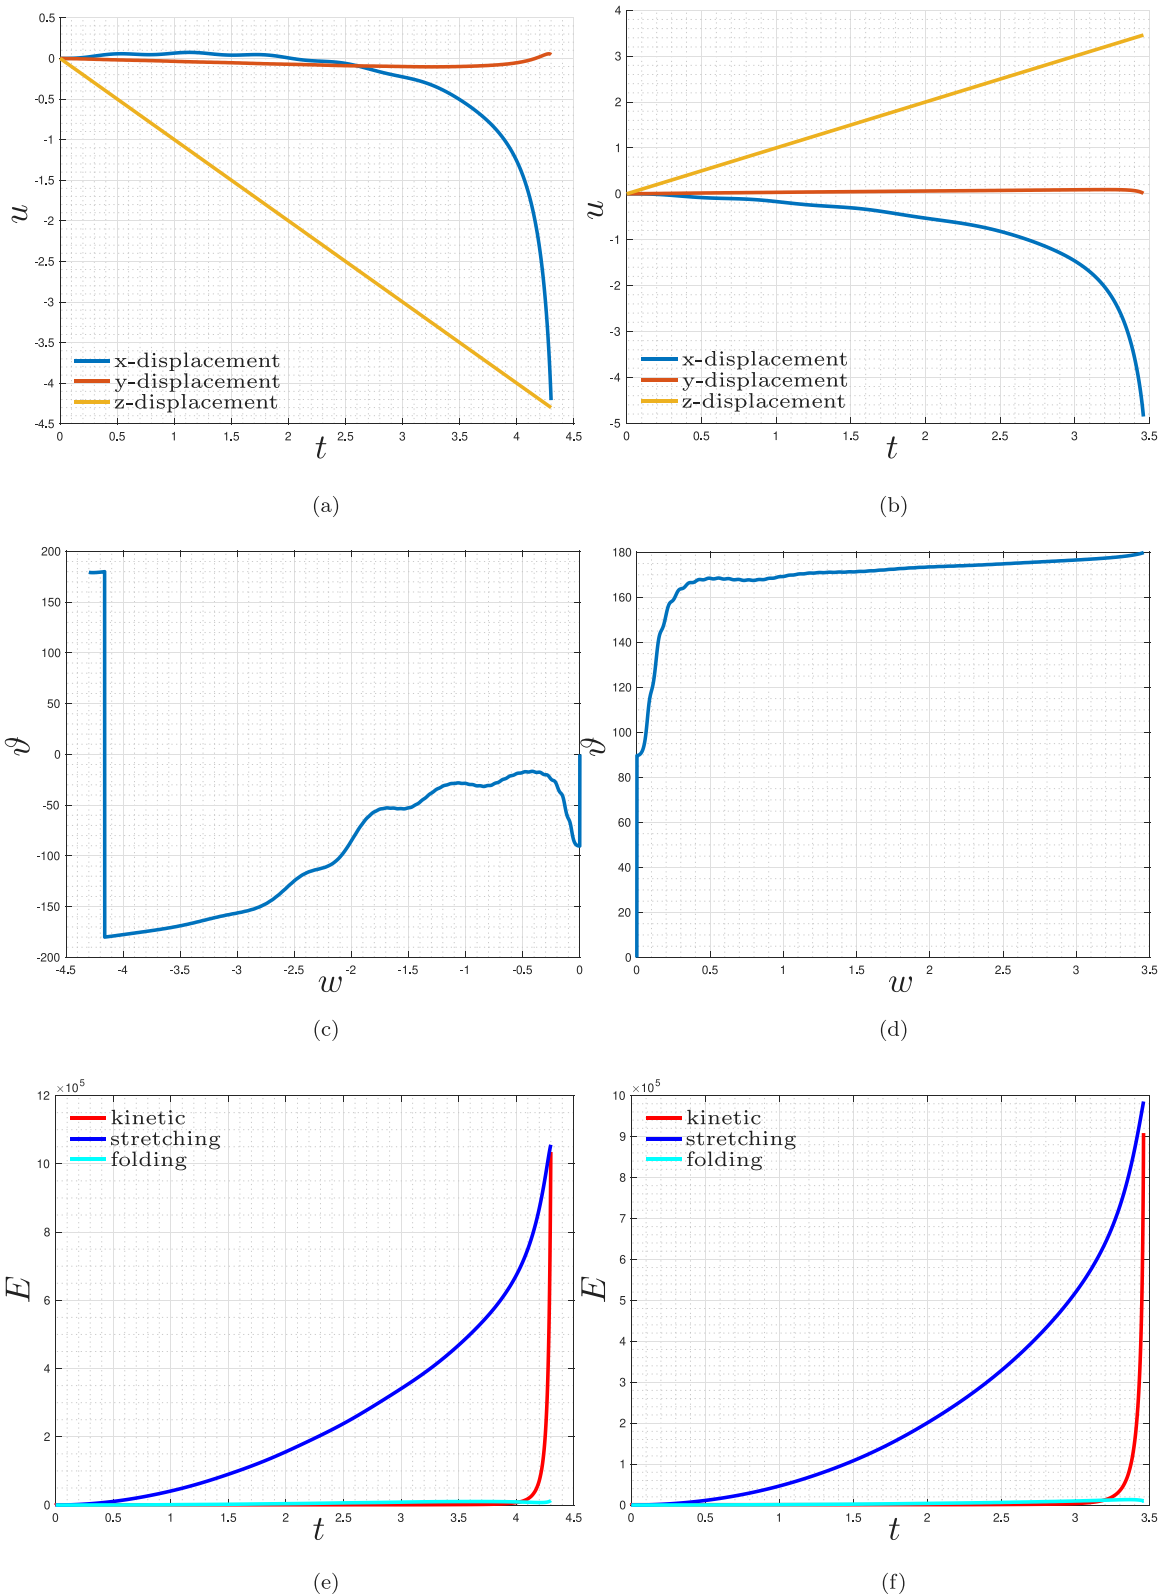 0.5
0
-0.5
-1
-1.5
-2
-2.5
-3
-3.5
-4
-4.5
u
x-displacement
y-displacement
z-displacement
0 0.5 1 1.5 2 2.5 3 3.5 4 4.5
t
(a)
4
3
2
1
0
-1
-2
-3
-4
-5
u
x-displacement
y-displacement
z-displacement
0 0.5 1 1.5 2 2.5 3 3.5
t
(b)
200
150
100
50
0
-50
-100
-150
-200
ϑ
-4.5 -4 -3.5 -3 -2.5 -2 -1.5 -1 -0.5 0
w
(c)
180
160
140
120
100
80
60
40
20
0
ϑ
0 0.5 1 1.5 2 2.5 3 3.5
w
(d)
×10⁵
12
10
8
6
4
2
0
E
kinetic
stretching
folding
0 0.5 1 1.5 2 2.5 3 3.5 4 4.5
t
(e)
×10⁵
10
9
8
7
6
5
4
3
2
1
0
E
kinetic
stretching
folding
0 0.5 1 1.5 2 2.5 3 3.5
t
(f)